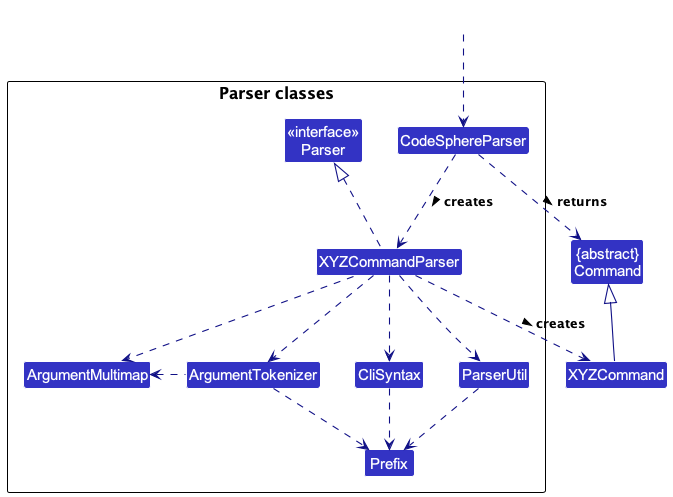 Parser classes
«interface»
Parser
CodeSphereParser
creates
returns
XYZCommandParser
{abstract}
Command
creates
ArgumentMultimap
ArgumentTokenizer
CliSyntax
ParserUtil
XYZCommand
Prefix